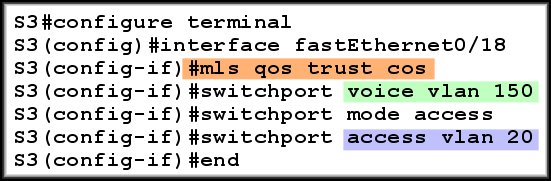 S3#configure terminal
S3(config)#interface fastEthernet0/18
S3(config-if)#mls qos trust cos
S3(config-if)#switchport voice vlan 150
S3(config-if)#switchport mode access
S3(config-if)#switchport access vlan 20
S3(config-if)#end